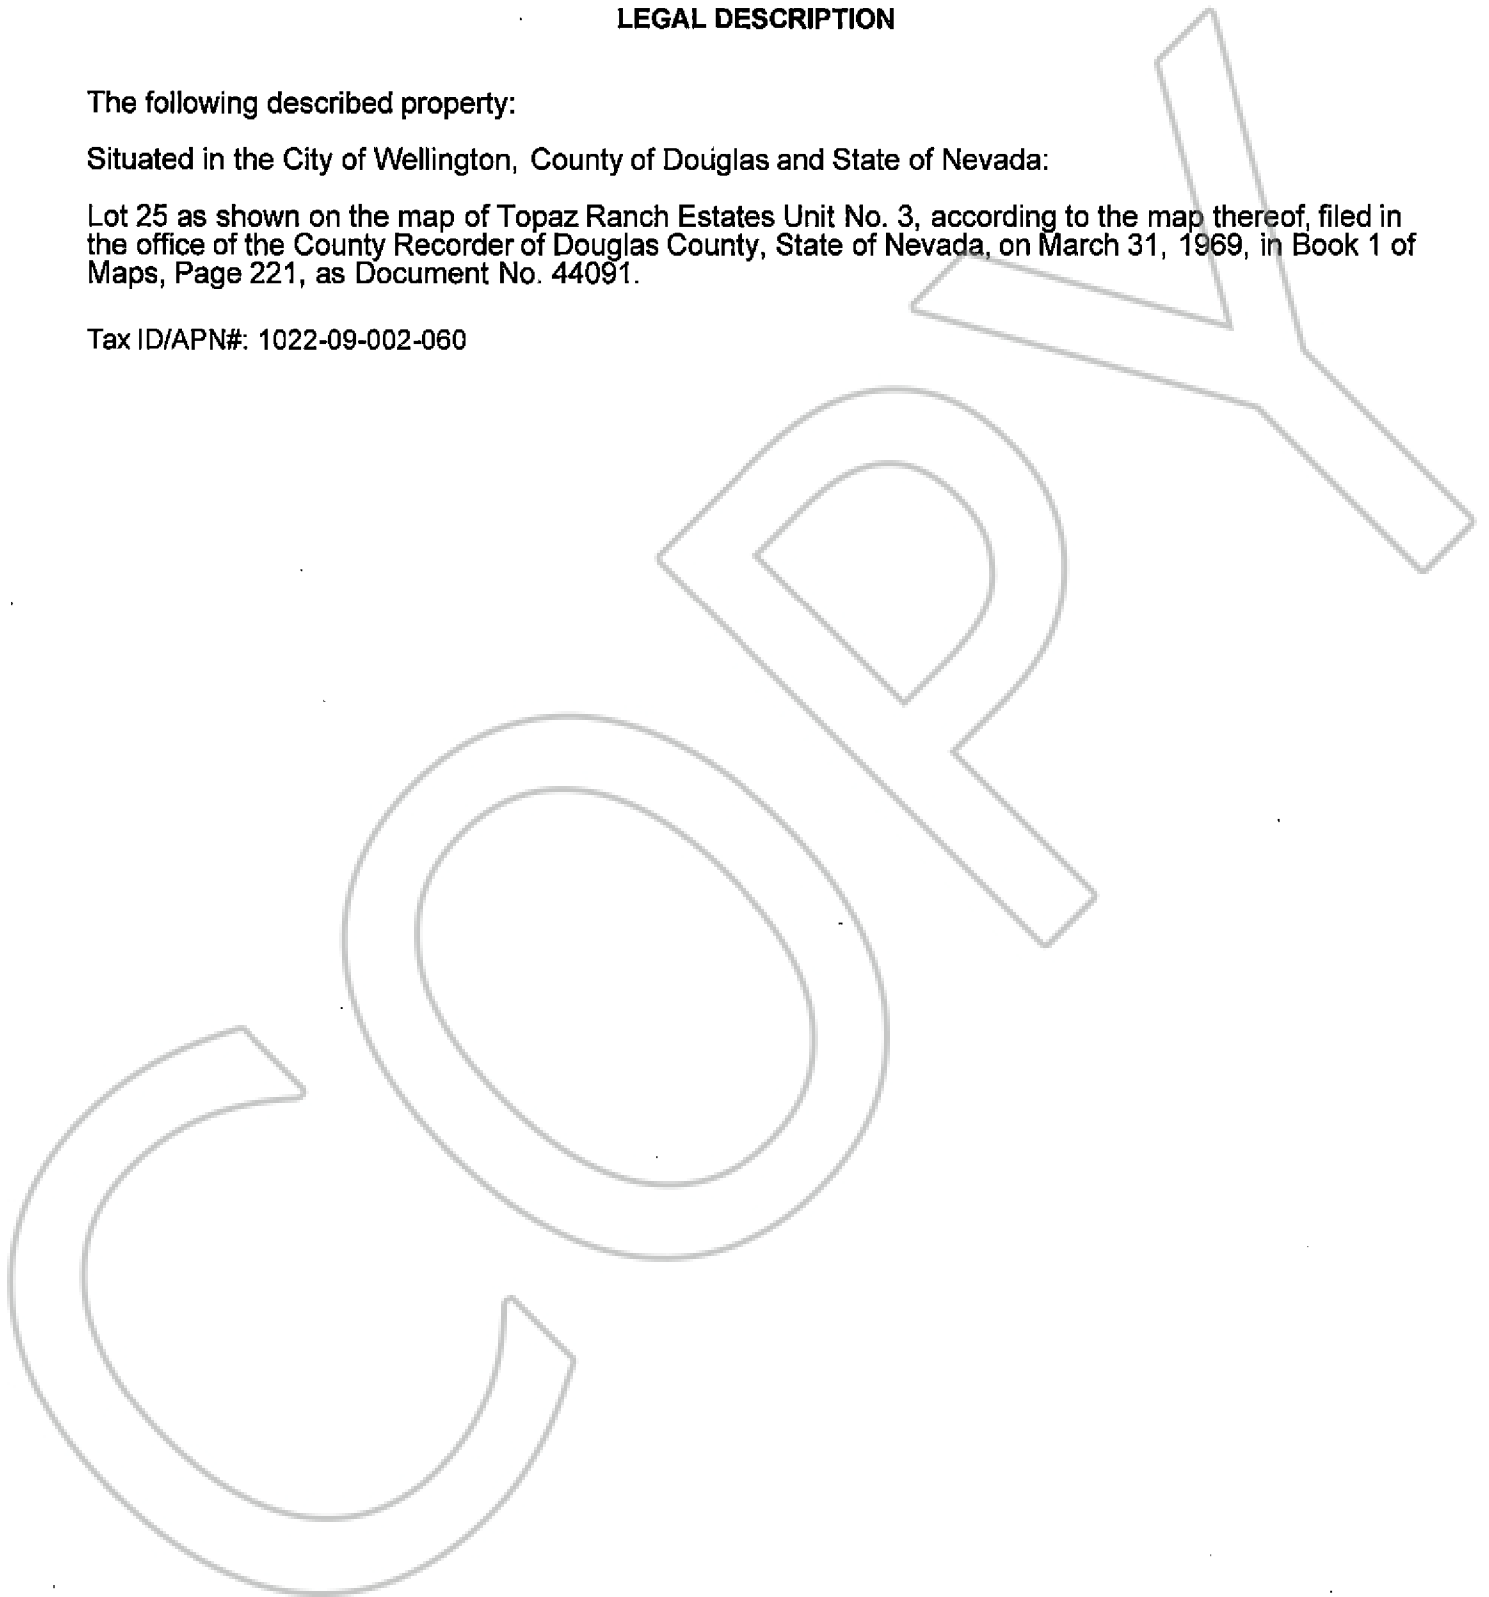 LEGAL DESCRIPTION
The following described property:
Situated in the City of Wellington, County of Douglas and State of Nevada:
Lot 25 as shown on the map of Topaz Ranch Estates Unit No. 3, according to the map thereof, filed in
the office of the County Recorder of Douglas County, State of Nevada, on March 31, 1969, in Book 1 of
Maps, Page 221, as Document No. 44091.
Tax ID/APN#: 1022-09-002-060
COPY